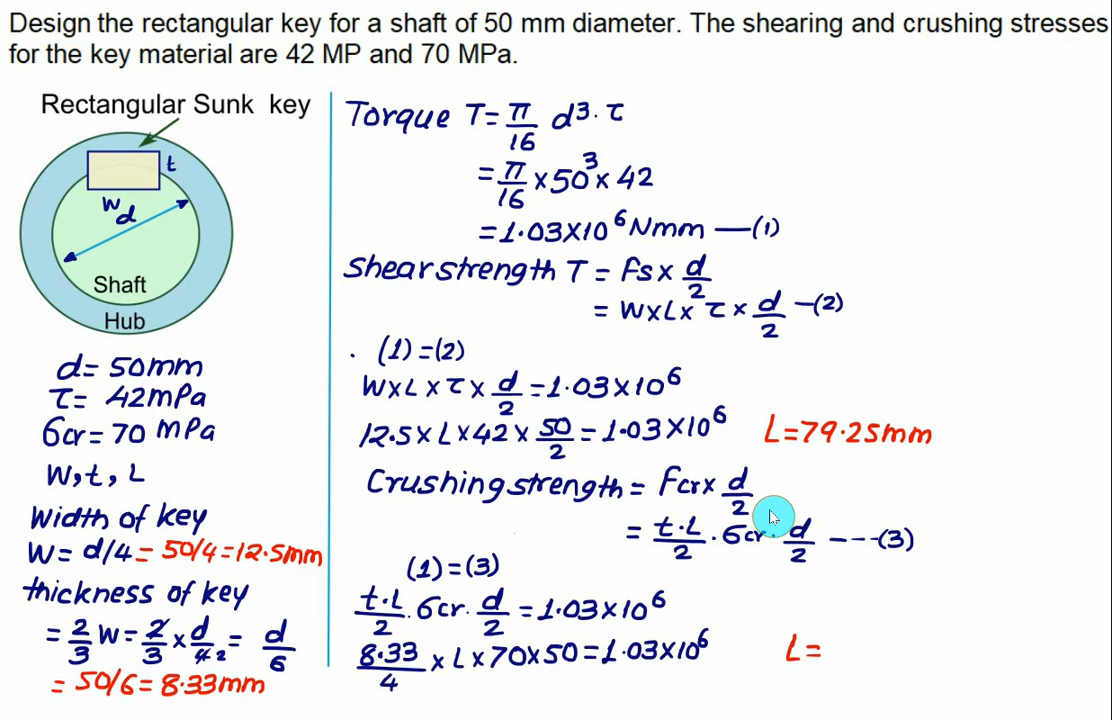 Design the rectangular key for a shaft of 50 mm diameter. The shearing and crushing stresses
for the key material are 42 MP and 70 MPa.
Rectangular Sunk key
t
W
d
Shaft
Hub
d= 50mm
τ= 42mPa
σcr= 70 mPa
W,t, L
Width of key
W= d/4= 50/4=12.5mm
thickness of key
= 2/3 W= 2/3 × d/4 2 = d/6
= 50/6= 8.33mm
Torque T= π/16 d³. τ
= π/16 ×50³× 42
=1.03×10⁶Nmm —(1)
Shear strength T = Fs× d/2
= W×L× τ × d/2 –(2)
. (1)=(2)
W×L × τ × d/2 =1.03×10⁶
12.5×L×42× 50/2 =1.03×10⁶ L=79.25mm
Crushing strength = Fcr× d/2
= t.L/2 .σcr. d/2 ---(3)
(1)=(3)
t.L/2 .σcr. d/2 =1.03×10⁶
8.33/4 ×L×70×50=1.03×10⁶ L=